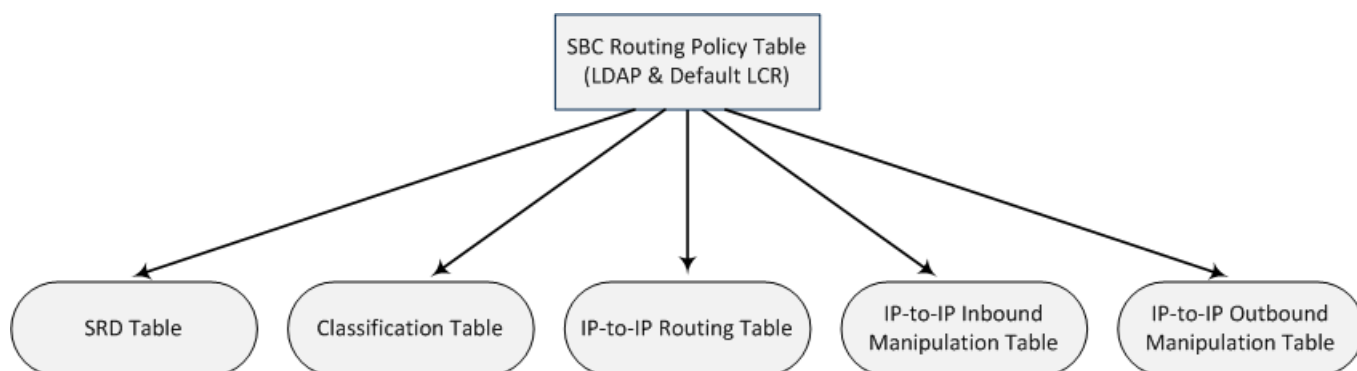 SBC Routing Policy Table
(LDAP & Default LCR)
SRD Table
Classification Table
IP-to-IP Routing Table
IP-to-IP Inbound
Manipulation Table
IP-to-IP Outbound
Manipulation Table